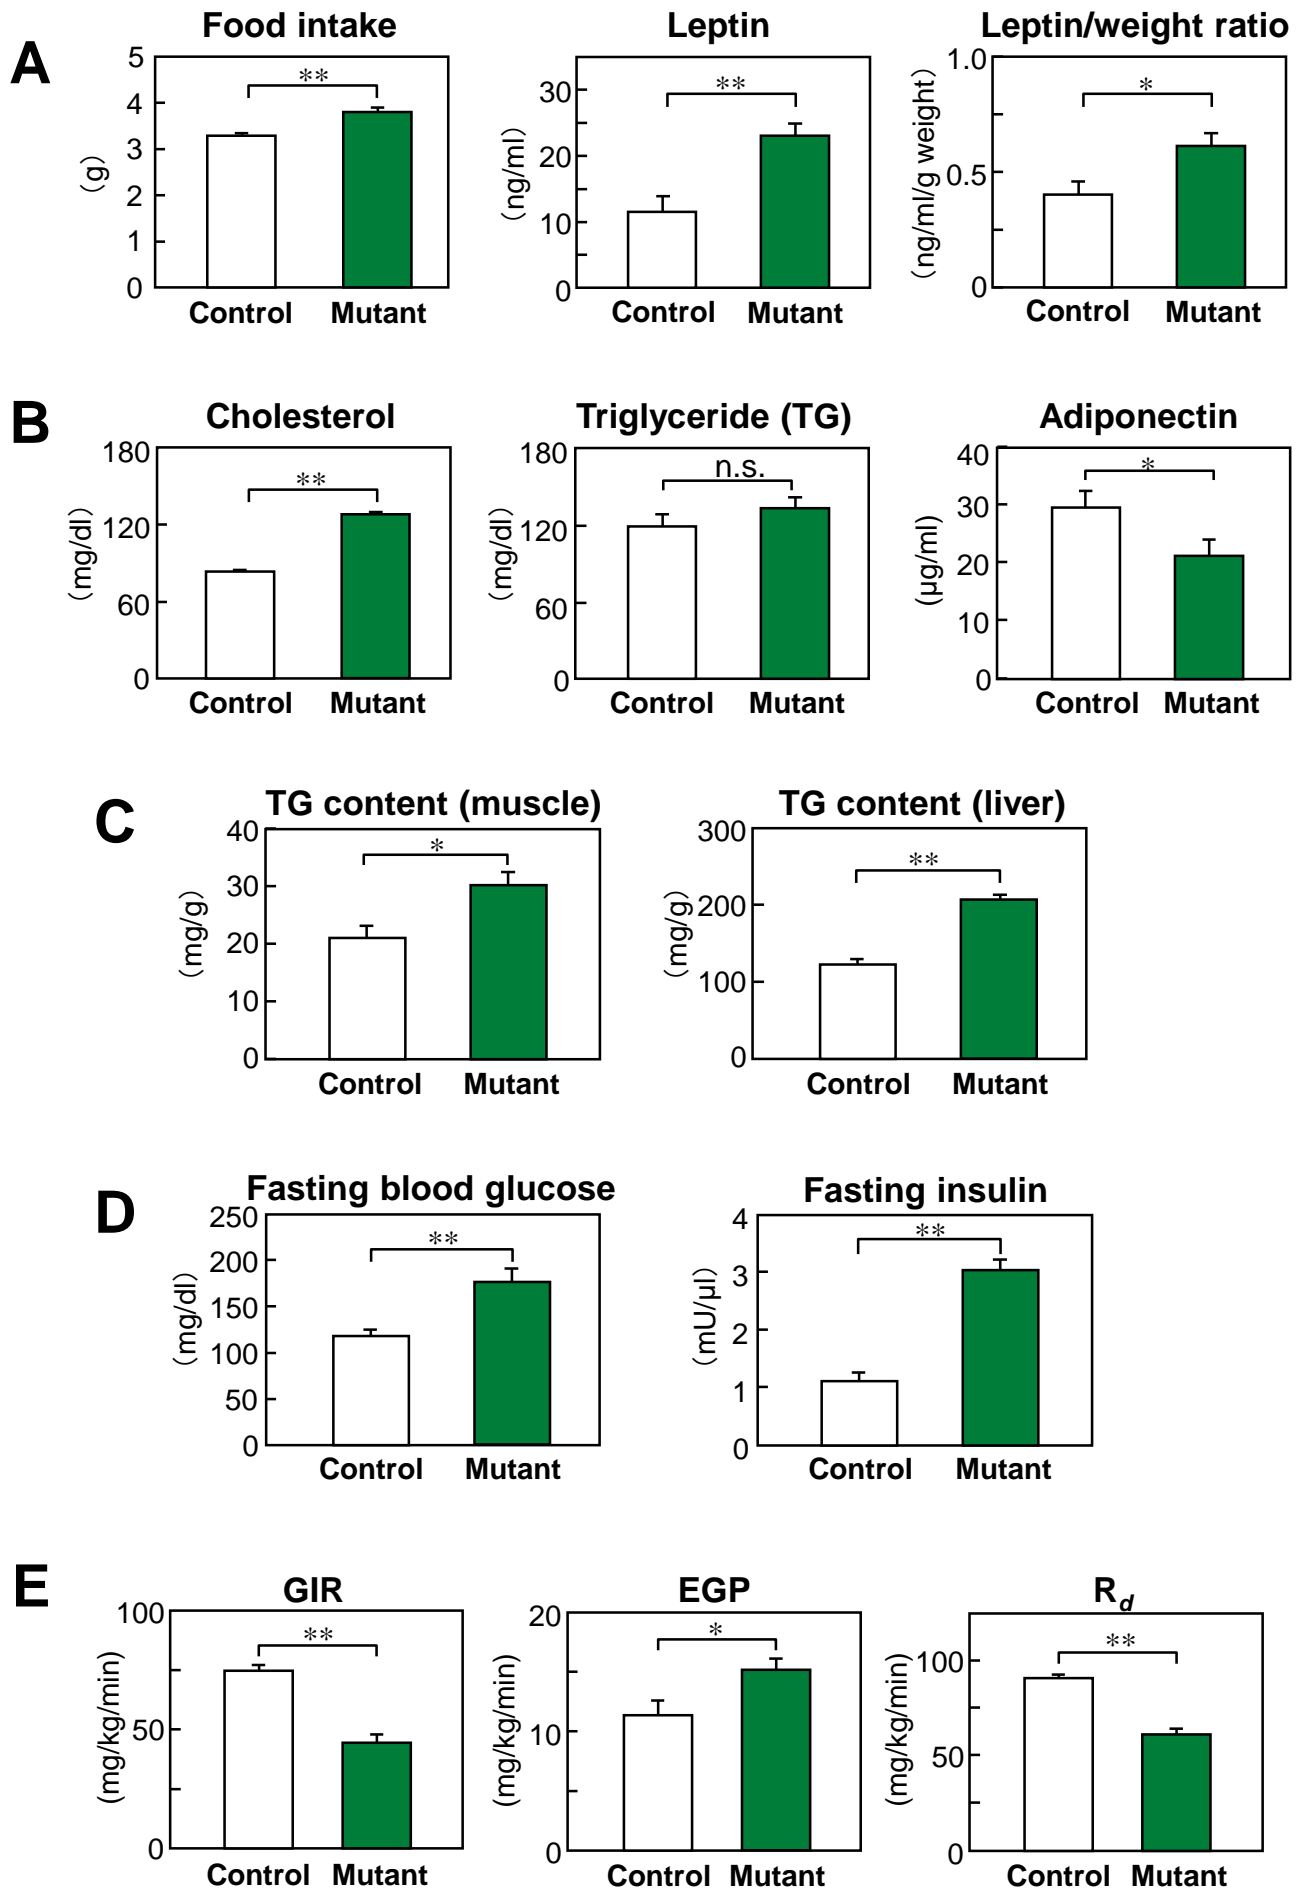 A
Food intake
Leptin
Leptin/weight ratio
(g)
5
4
3
2
1
0
**
Control Mutant
(ng/ml)
30
20
10
0
**
Control Mutant
(ng/ml/g weight)
1.0
0.5
0
*
Control Mutant
B
Cholesterol
Triglyceride (TG)
Adiponectin
(mg/dl)
180
120
60
0
**
Control Mutant
(mg/dl)
180
120
60
0
n.s.
Control Mutant
(µg/ml)
40
30
20
10
0
*
Control Mutant
C
TG content (muscle)
TG content (liver)
(mg/g)
40
30
20
10
0
*
Control Mutant
(mg/g)
300
200
100
0
**
Control Mutant
D
Fasting blood glucose
Fasting insulin
(mg/dl)
250
200
150
100
50
0
**
Control Mutant
(mU/µl)
4
3
2
1
0
**
Control Mutant
E
GIR
EGP
Rd
(mg/kg/min)
100
50
0
**
Control Mutant
(mg/kg/min)
20
10
0
*
Control Mutant
(mg/kg/min)
100
50
0
**
Control Mutant